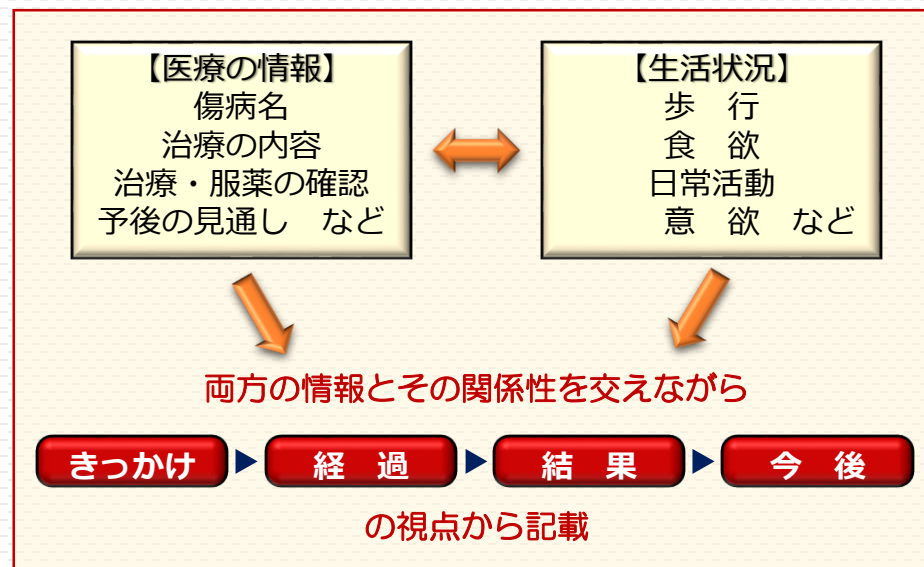 【医療の情報】
傷病名
治療の内容
治療・服薬の確認
予後の見通し　など
【生活状況】
歩　行
食　欲
日常活動
意　欲　など
両方の情報とその関係性を交えながら
きっかけ
経　過
結　果
今　後
の視点から記載